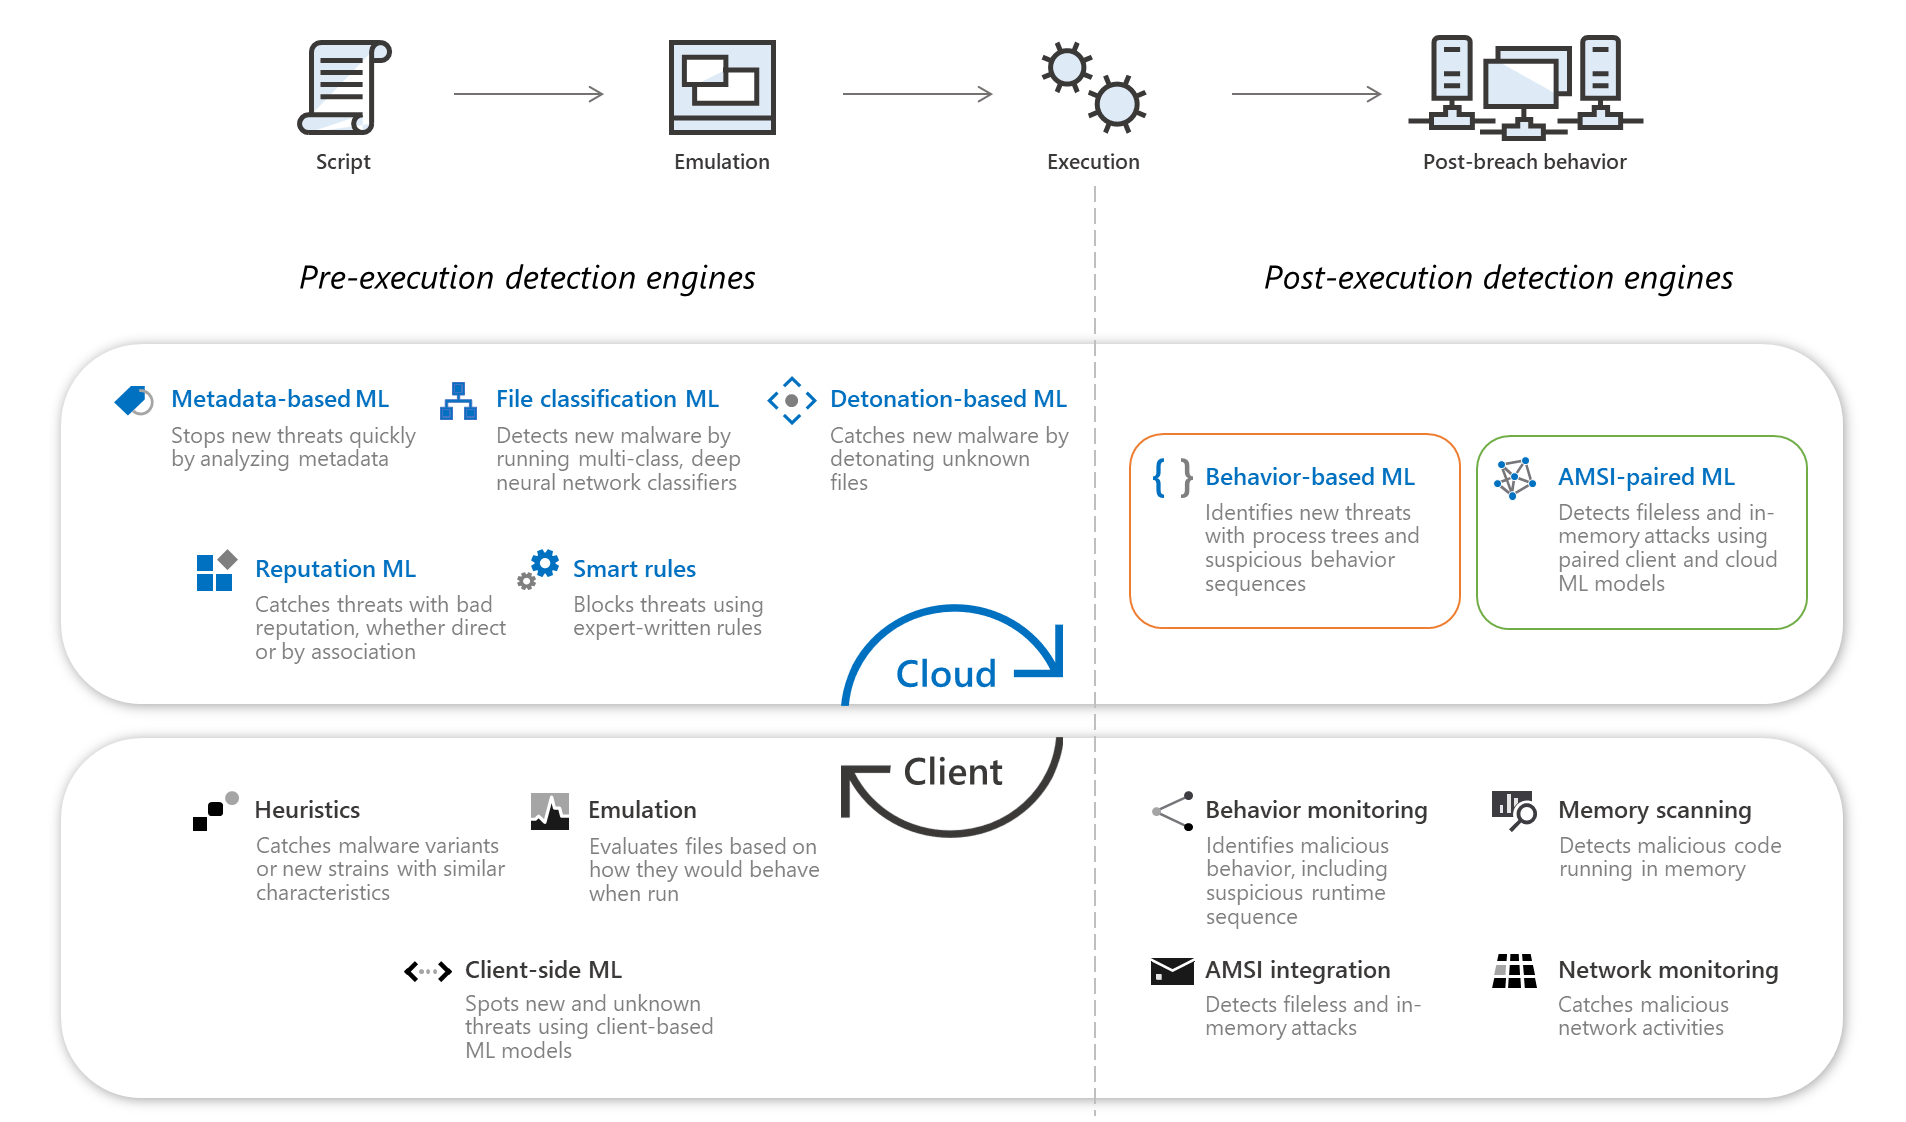 Script
Emulation
Execution
Post-breach behavior
Pre-execution detection engines
Post-execution detection engines
Metadata-based ML
Stops new threats quickly
by analyzing metadata
File classification ML
Detects new malware by
running multi-class, deep
neural network classifiers
Detonation-based ML
Catches new malware by
detonating unknown
files
Reputation ML
Catches threats with bad
reputation, whether direct
or by association
Smart rules
Blocks threats using
expert-written rules
Behavior-based ML
Identifies new threats
with process trees and
suspicious behavior
sequences
AMSI-paired ML
Detects fileless and in-
memory attacks using
paired client and cloud
ML models
Cloud
Client
Heuristics
Catches malware variants
or new strains with similar
characteristics
Emulation
Evaluates files based on
how they would behave
when run
Client-side ML
Spots new and unknown
threats using client-based
ML models
Behavior monitoring
Identifies malicious
behavior, including
suspicious runtime
sequence
Memory scanning
Detects malicious code
running in memory
AMSI integration
Detects fileless and in-
memory attacks
Network monitoring
Catches malicious
network activities